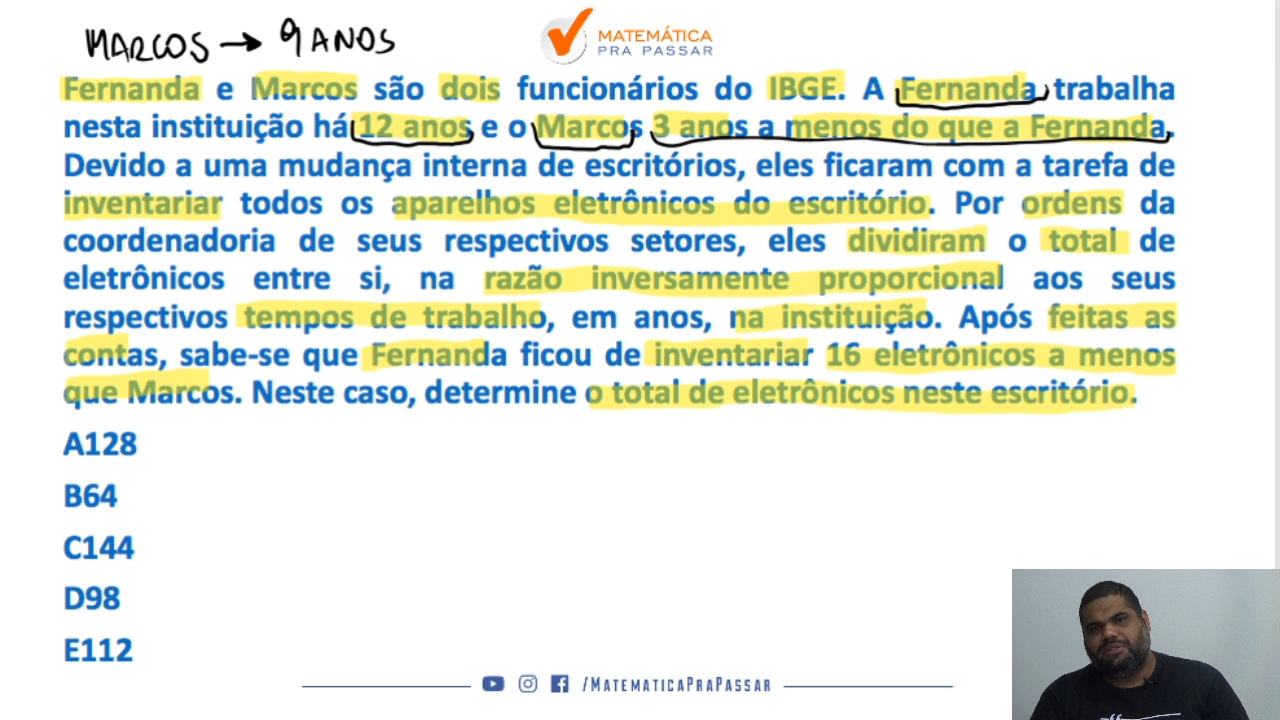 MARCOS → 9 ANOS
MATEMÁTICA
PRA PASSAR
Fernanda e Marcos são dois funcionários do IBGE. A Fernanda trabalha
nesta instituição há 12 anos e o Marcos 3 anos a menos do que a Fernanda.
Devido a uma mudança interna de escritórios, eles ficaram com a tarefa de
inventariar todos os aparelhos eletrônicos do escritório. Por ordens da
coordenadoria de seus respectivos setores, eles dividiram o total de
eletrônicos entre si, na razão inversamente proporcional aos seus
respectivos tempos de trabalho, em anos, na instituição. Após feitas as
contas, sabe-se que Fernanda ficou de inventariar 16 eletrônicos a menos
que Marcos. Neste caso, determine o total de eletrônicos neste escritório.
A128
B64
C144
D98
E112
/MATEMATICAPRAPASSAR